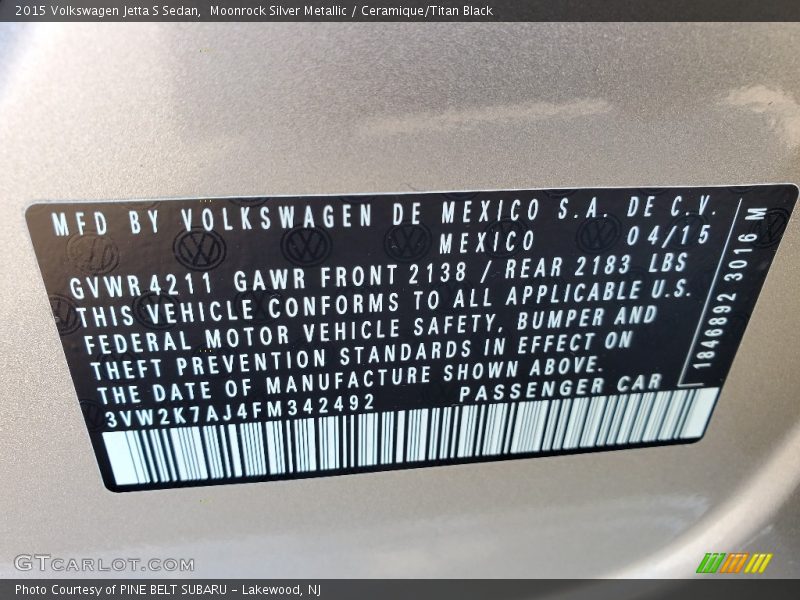 2015 Volkswagen Jetta S Sedan, Moonrock Silver Metallic / Ceramique/Titan Black
MFD BY VOLKSWAGEN DE MEXICO S.A. DE C.V.
MEXICO 04/15
GVWR4211 GAWR FRONT 2138 / REAR 2183 LBS
THIS VEHICLE CONFORMS TO ALL APPLICABLE U.S.
FEDERAL MOTOR VEHICLE SAFETY, BUMPER AND
THEFT PREVENTION STANDARDS IN EFFECT ON
THE DATE OF MANUFACTURE SHOWN ABOVE.
3VW2K7AJ4FM342492 PASSENGER CAR
1846892 3016 M
GTCARLOT.COM
Photo Courtesy of PINE BELT SUBARU - Lakewood, NJ